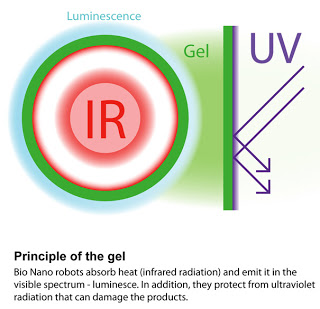 Luminescence
Gel
UV
IR
Principle of the gel
Bio Nano robots absorb heat (infrared radiation) and emit it in the
visible spectrum - luminesce. In addition, they protect from ultraviolet
radiation that can damage the products.